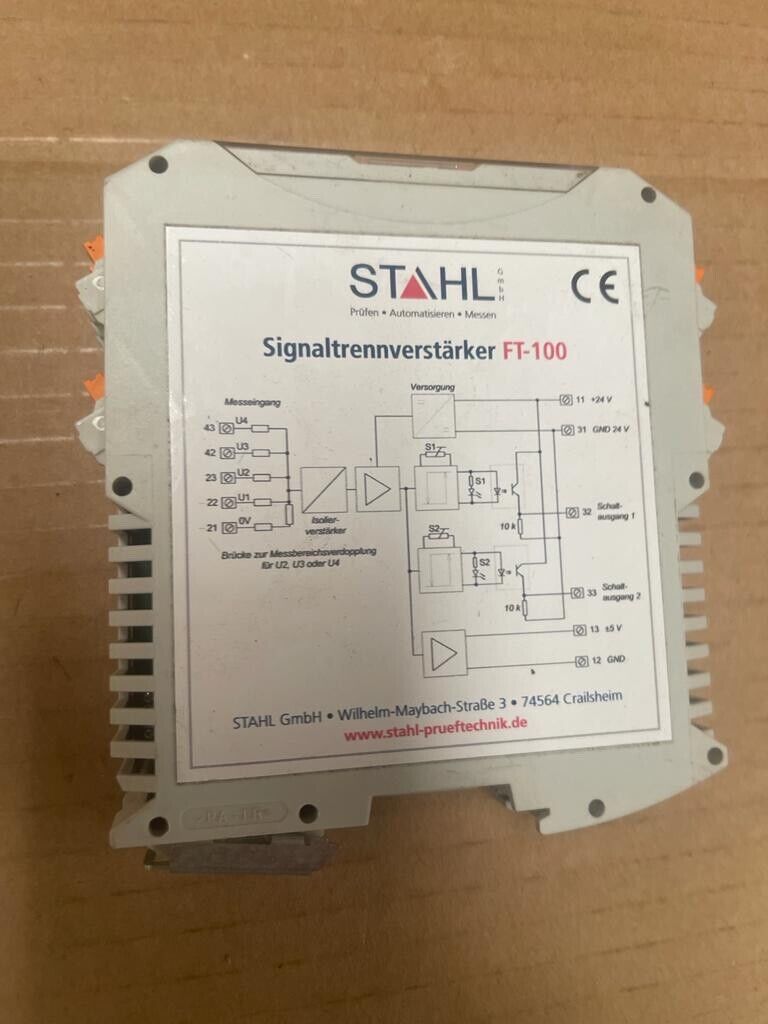 STAHL GmbH
CE
Prüfen • Automatisieren • Messen
Signaltrennverstärker FT-100
Versorgung
Messeingang
11 +24 V
43 U4
31 GND 24 V
42 U3
S1
23 U2
S1
22 U1
32 Schalt-
ausgang 1
21 0V
10 k
Isolier-
verstärker
S2
Brücke zur Messbereichsverdopplung
für U2, U3 oder U4
S2
33 Schalt-
ausgang 2
10 k
13 ±5 V
12 GND
STAHL GmbH • Wilhelm-Maybach-Straße 3 • 74564 Crailsheim
www.stahl-prueftechnik.de